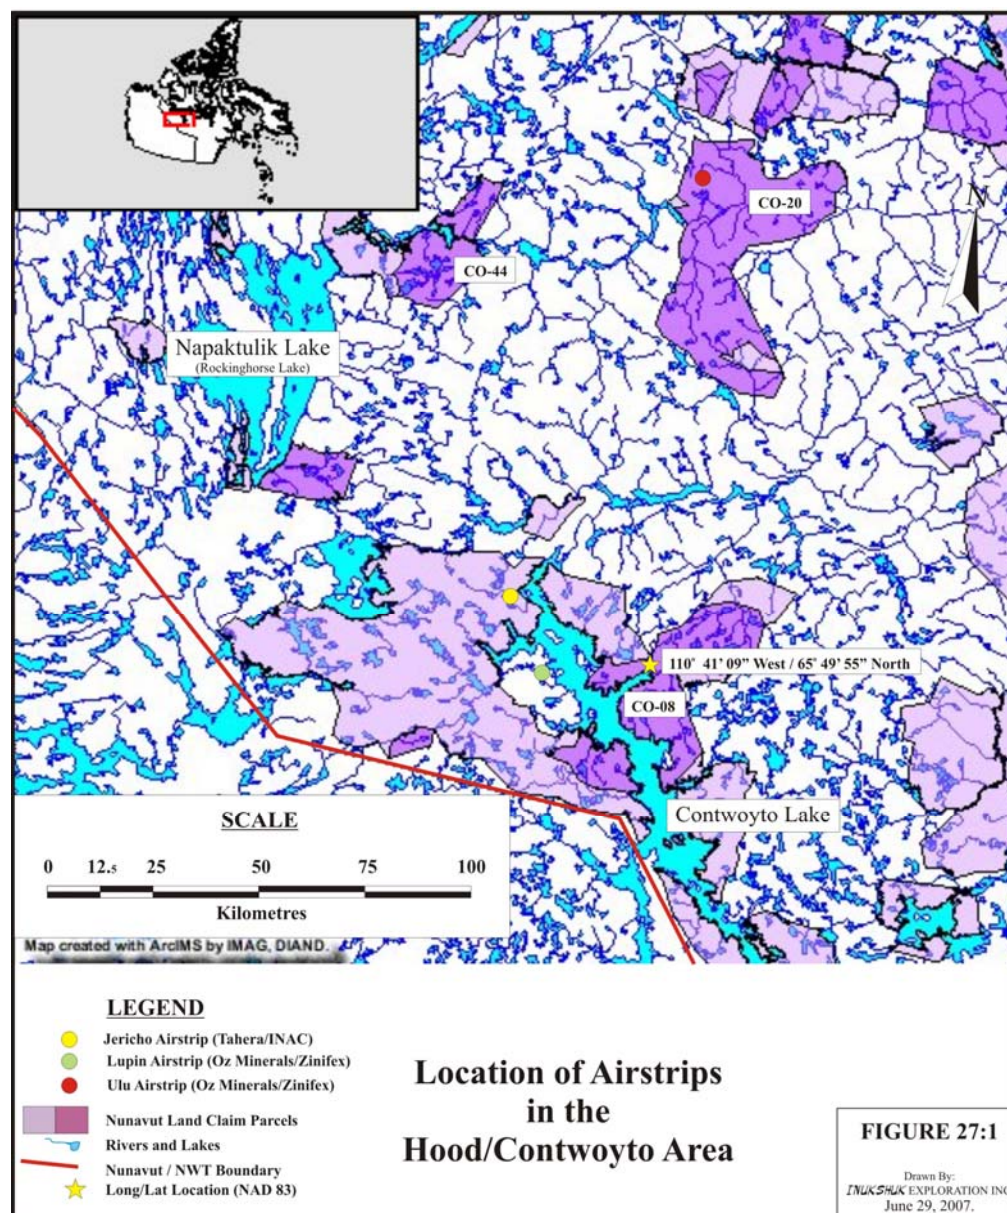 CO-20
N
CO-44
Napaktulik Lake
(Rockinghorse Lake)
110° 41' 09” West / 65° 49' 55” North
CO-08
Contwoyto Lake
SCALE
0 12.5 25 50 75 100
Kilometres
Map created with ArcIMS by IMAG, DIAND.
LEGEND
Jericho Airstrip (Tahera/INAC)
Lupin Airstrip (Oz Minerals/Zinifex)
Ulu Airstrip (Oz Minerals/Zinifex)
Nunavut Land Claim Parcels
Rivers and Lakes
Nunavut / NWT Boundary
Long/Lat Location (NAD 83)
Location of Airstrips
in the
Hood/Contwoyto Area
FIGURE 27:1
Drawn By:
INUKSHUK EXPLORATION INC
June 29, 2007.